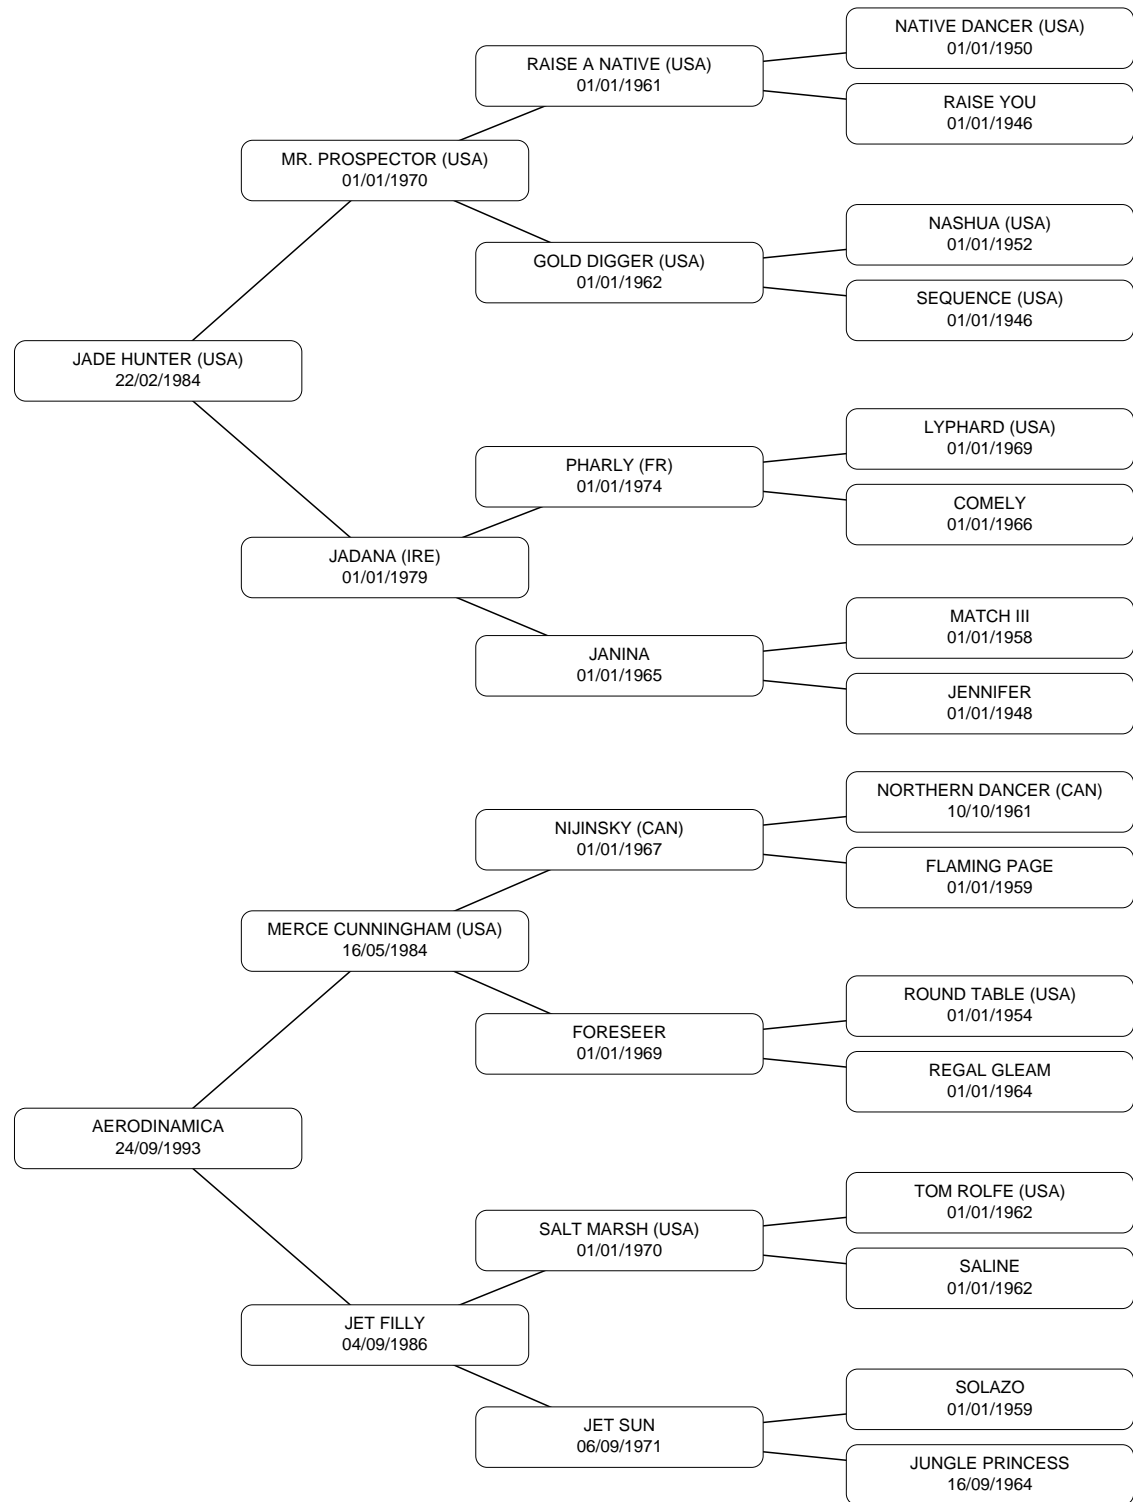 NATIVE DANCER (USA)
01/01/1950
RAISE A NATIVE (USA)
01/01/1961
RAISE YOU
01/01/1946
MR. PROSPECTOR (USA)
01/01/1970
NASHUA (USA)
01/01/1952
GOLD DIGGER (USA)
01/01/1962
SEQUENCE (USA)
01/01/1946
JADE HUNTER (USA)
22/02/1984
LYPHARD (USA)
01/01/1969
PHARLY (FR)
01/01/1974
COMELY
01/01/1966
JADANA (IRE)
01/01/1979
MATCH III
01/01/1958
JANINA
01/01/1965
JENNIFER
01/01/1948
NORTHERN DANCER (CAN)
10/10/1961
NIJINSKY (CAN)
01/01/1967
FLAMING PAGE
01/01/1959
MERCE CUNNINGHAM (USA)
16/05/1984
ROUND TABLE (USA)
01/01/1954
FORESEER
01/01/1969
REGAL GLEAM
01/01/1964
AERODINAMICA
24/09/1993
TOM ROLFE (USA)
01/01/1962
SALT MARSH (USA)
01/01/1970
SALINE
01/01/1962
JET FILLY
04/09/1986
SOLAZO
01/01/1959
JET SUN
06/09/1971
JUNGLE PRINCESS
16/09/1964